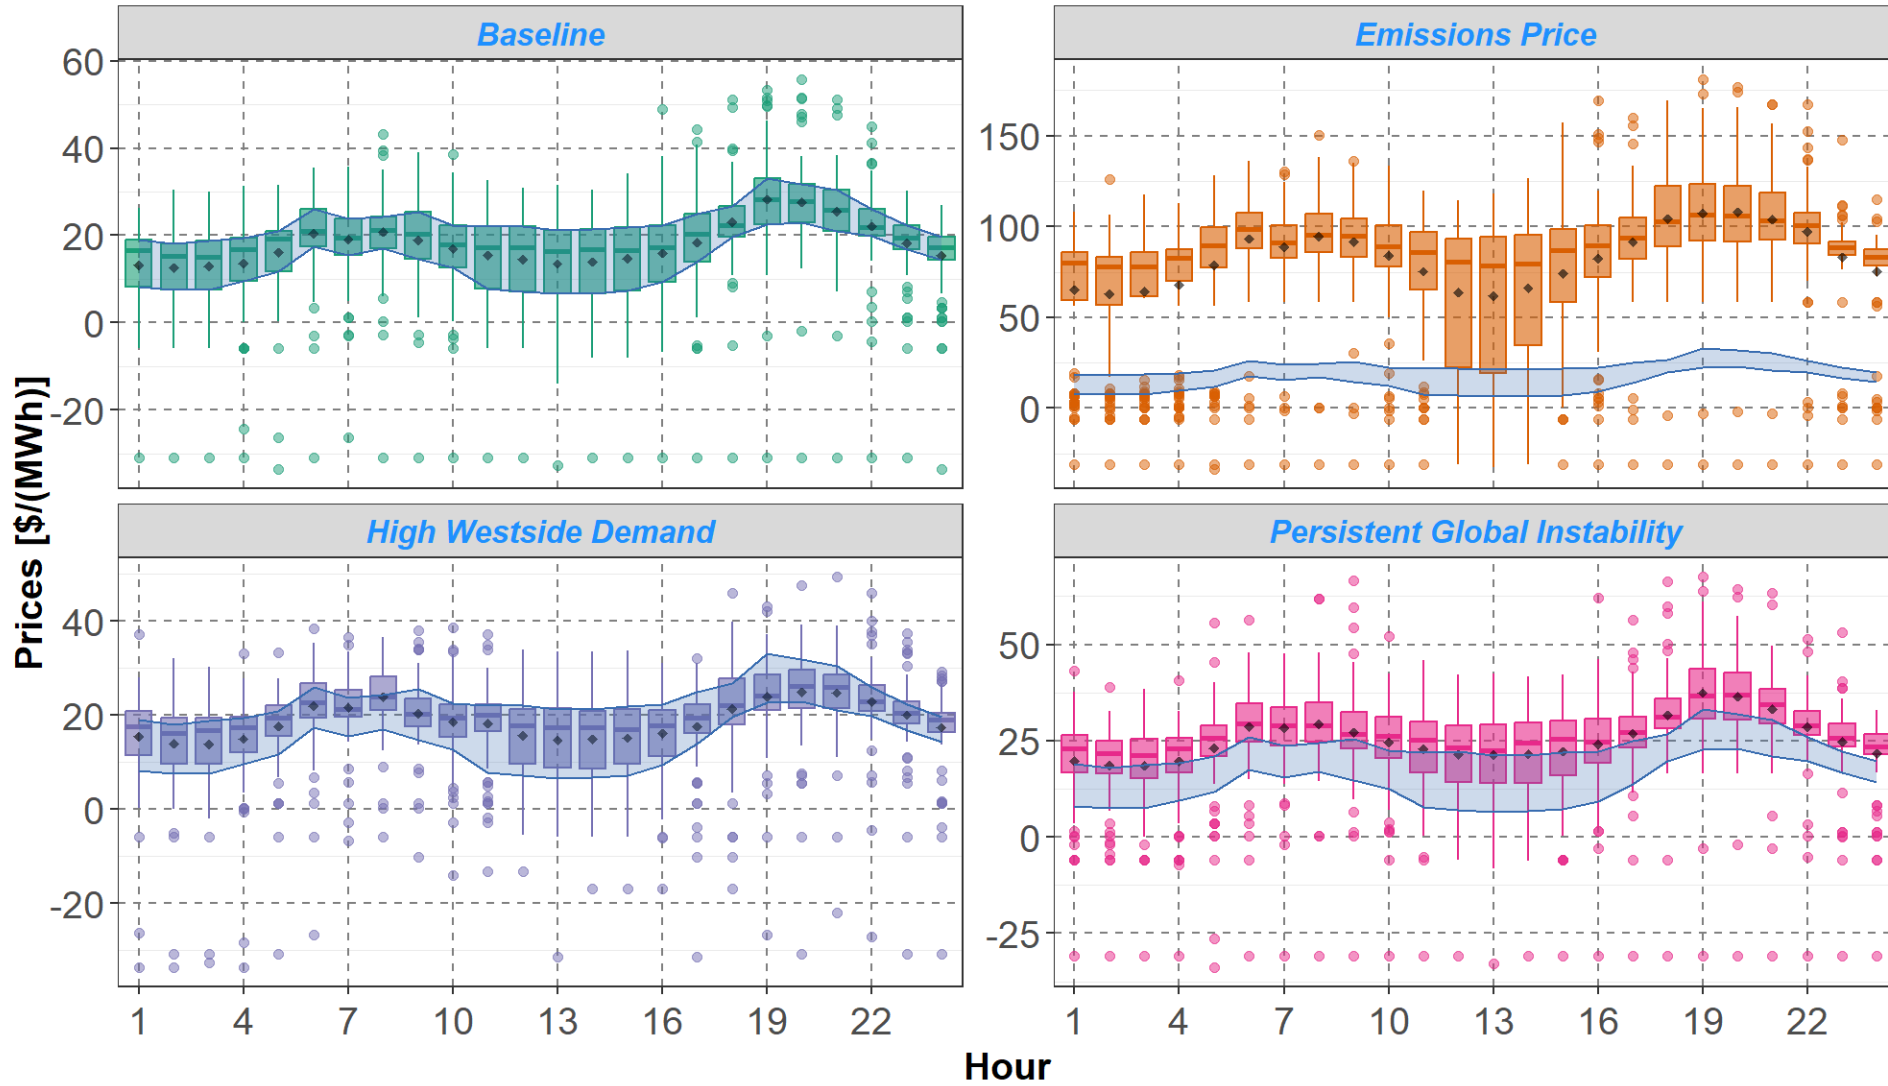 Baseline
Emissions Price
60
40
20
0
-20
150
100
50
0
High Westside Demand
Persistent Global Instability
40
20
0
-20
50
25
0
-25
Prices [$/(MWh)]
1 4 7 10 13 16 19 22
1 4 7 10 13 16 19 22
Hour